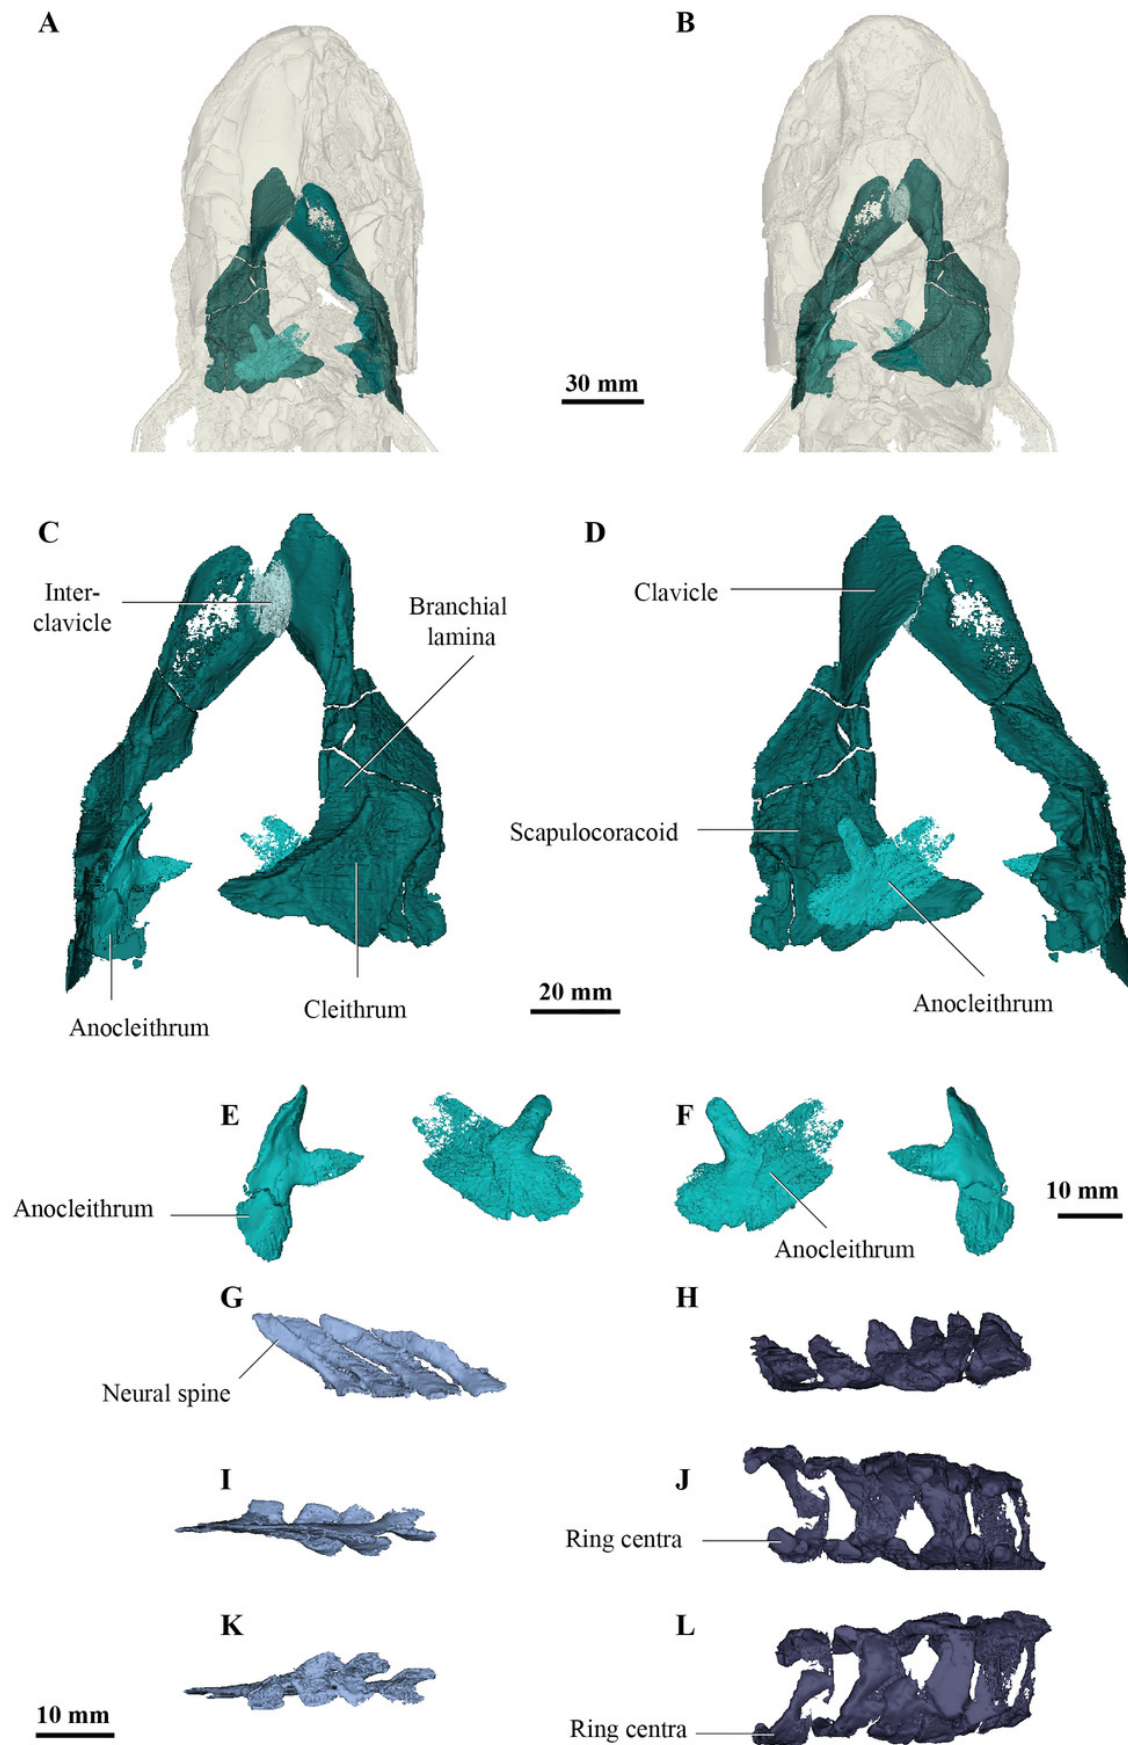 A
B
30 mm
C
D
Inter-
clavicle
Branchial
lamina
Clavicle
Scapulocoracoid
Anocleithrum
Cleithrum
20 mm
Anocleithrum
E
F
Anocleithrum
10 mm
Anocleithrum
G
H
Neural spine
I
J
Ring centra
K
L
10 mm
Ring centra